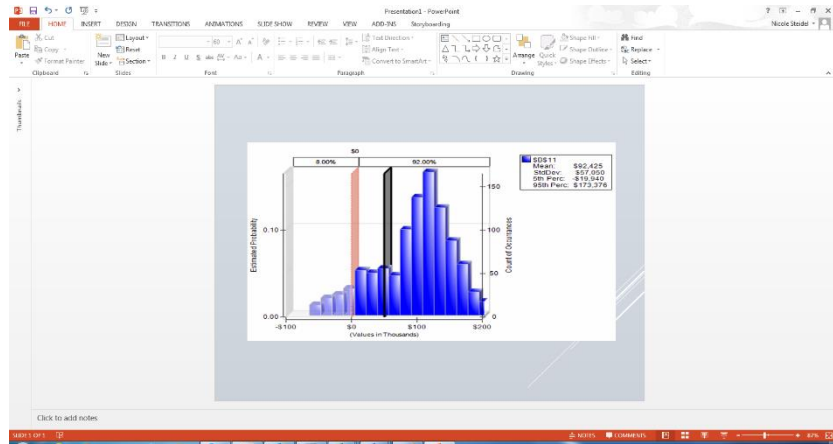 Presentation1 - PowerPoint
FILE HOME INSERT DESIGN TRANSITIONS ANIMATIONS SLIDE SHOW REVIEW VIEW ADD-INS Storyboarding
Nicole Steidel
Paste
Cut
Copy
Format Painter
Clipboard
New Slide
Layout
Reset
Section
Slides
60
B I U S abc AV Aa A
Font
Text Direction
Align Text
Convert to SmartArt
Paragraph
Arrange
Quick Styles
Shape Fill
Shape Outline
Shape Effects
Drawing
Find
Replace
Select
Editing
Thumbnails
$0
8.00% 92.00%
$D$11
Mean: $92,425
StdDev: $57,050
5th Perc: -$19,940
95th Perc: $173,376
Estimated Probability
0.10
0.00
150
100
50
0
Count of Occurrences
-$100 $0 $100 $200
(Values in Thousands)
Click to add notes
SLIDE 1 OF 1 NOTES COMMENTS 82%